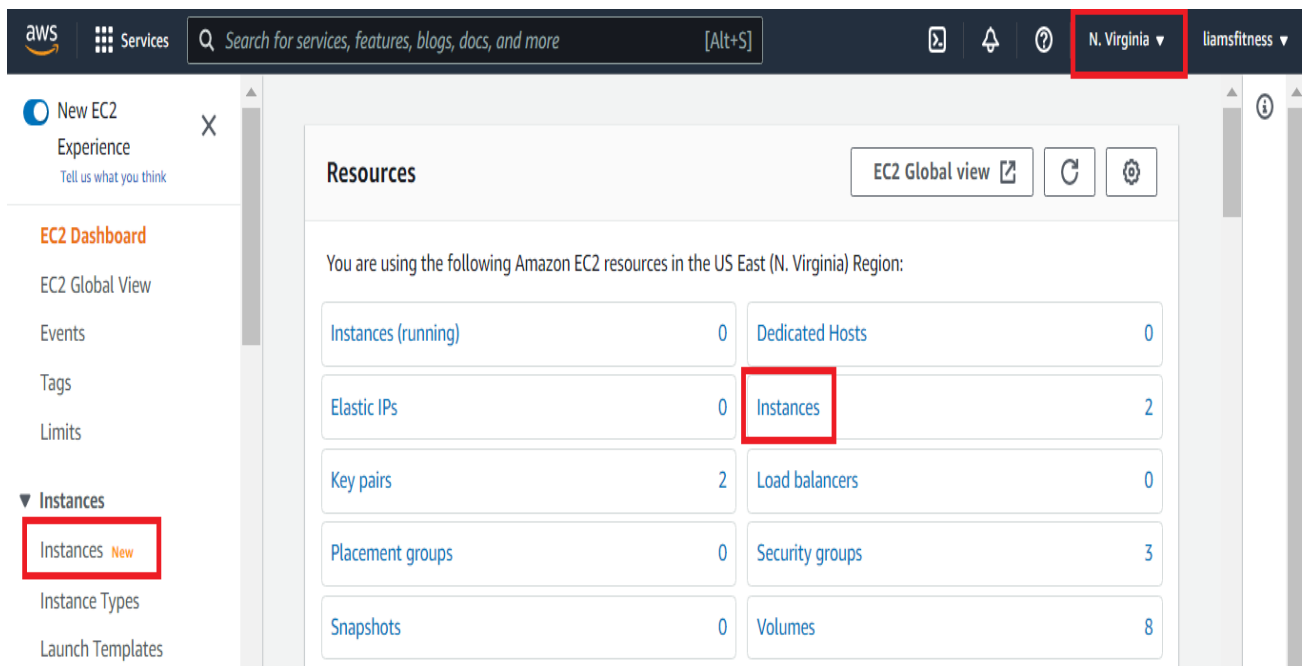 aws
Services
Search for services, features, blogs, docs, and more
[Alt+S]
N. Virginia ▼
liamsfitness ▼
New EC2
Experience
Tell us what you think
EC2 Dashboard
EC2 Global View
Events
Tags
Limits
▼ Instances
Instances New
Instance Types
Launch Templates
Resources
EC2 Global view
You are using the following Amazon EC2 resources in the US East (N. Virginia) Region:
Instances (running) 0
Dedicated Hosts 0
Elastic IPs 0
Instances 2
Key pairs 2
Load balancers 0
Placement groups 0
Security groups 3
Snapshots 0
Volumes 8